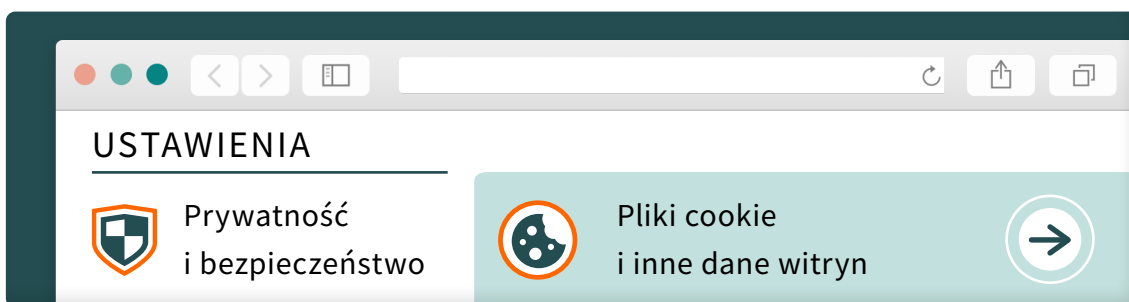 USTAWIENIA
Prywatność
i bezpieczeństwo
Pliki cookie
i inne dane witryn